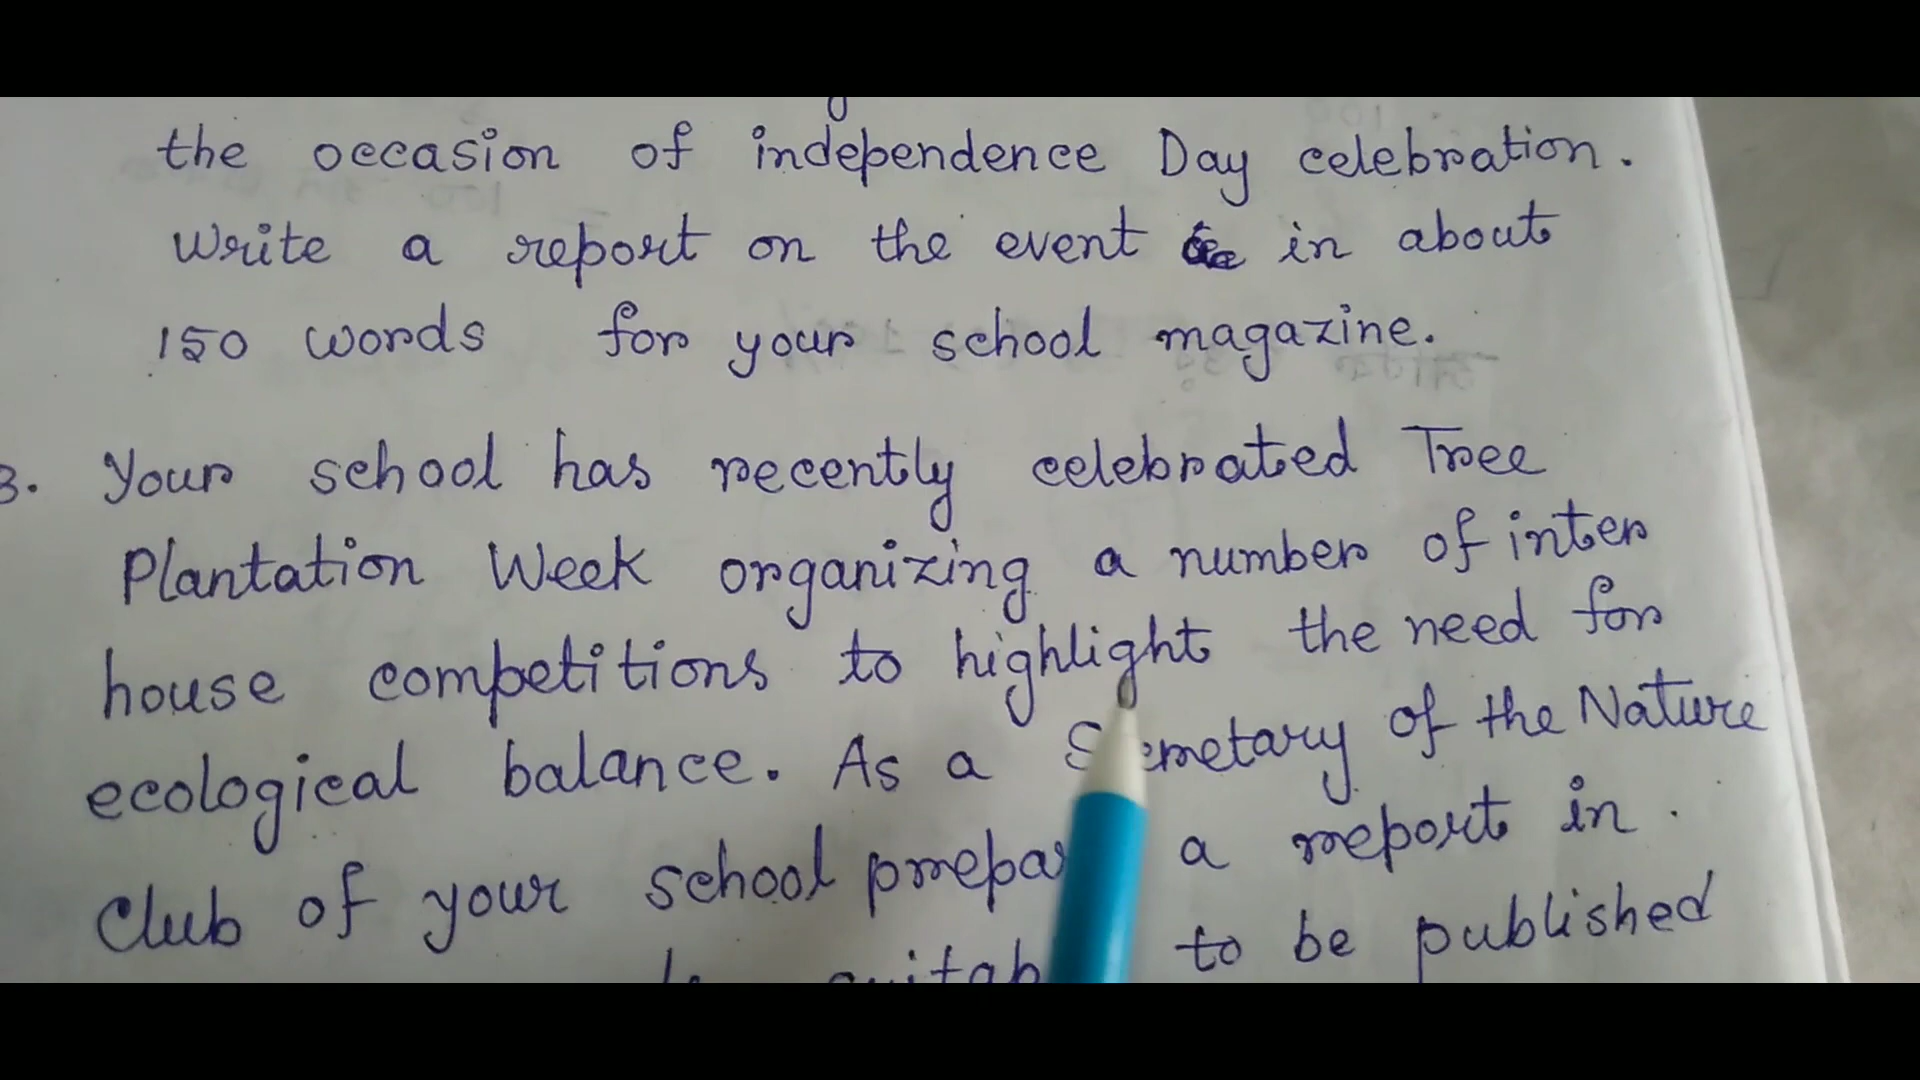 the occasion of independence Day celebration.
Write a report on the event in about
150 words for your school magazine.
3. Your school has recently celebrated Tree
Plantation Week organizing a number of inter
house competitions to highlight the need for
ecological balance. As a of the Nature
Club of your school a report in
to be published